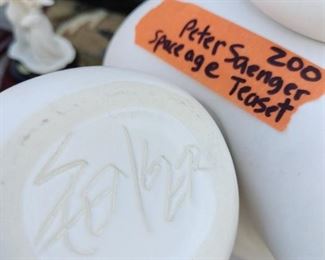 Peter Saenger 200
Space age Teaset